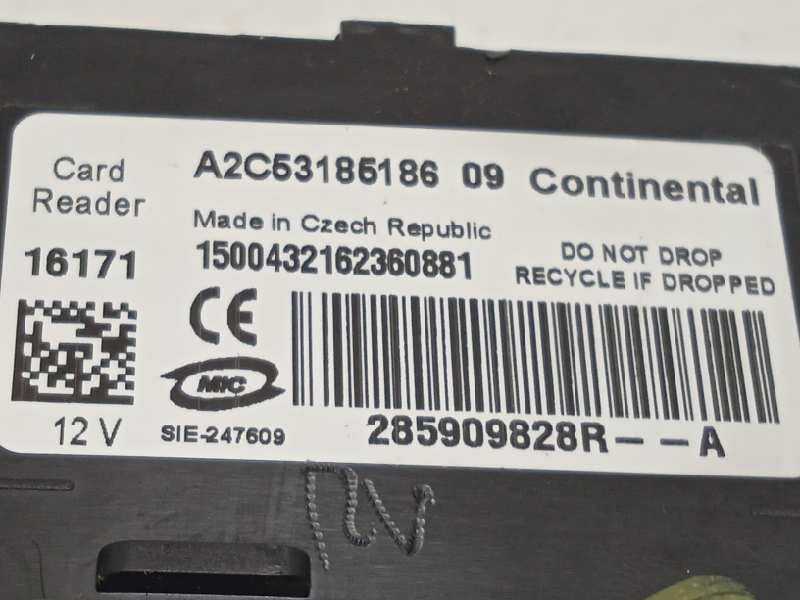 Card
Reader
A2C53185186 09 Continental
Made in Czech Republic
16171
1500432162360881
DO NOT DROP
RECYCLE IF DROPPED
CE
MIC
12 V
SIE-247609
285909828R--A